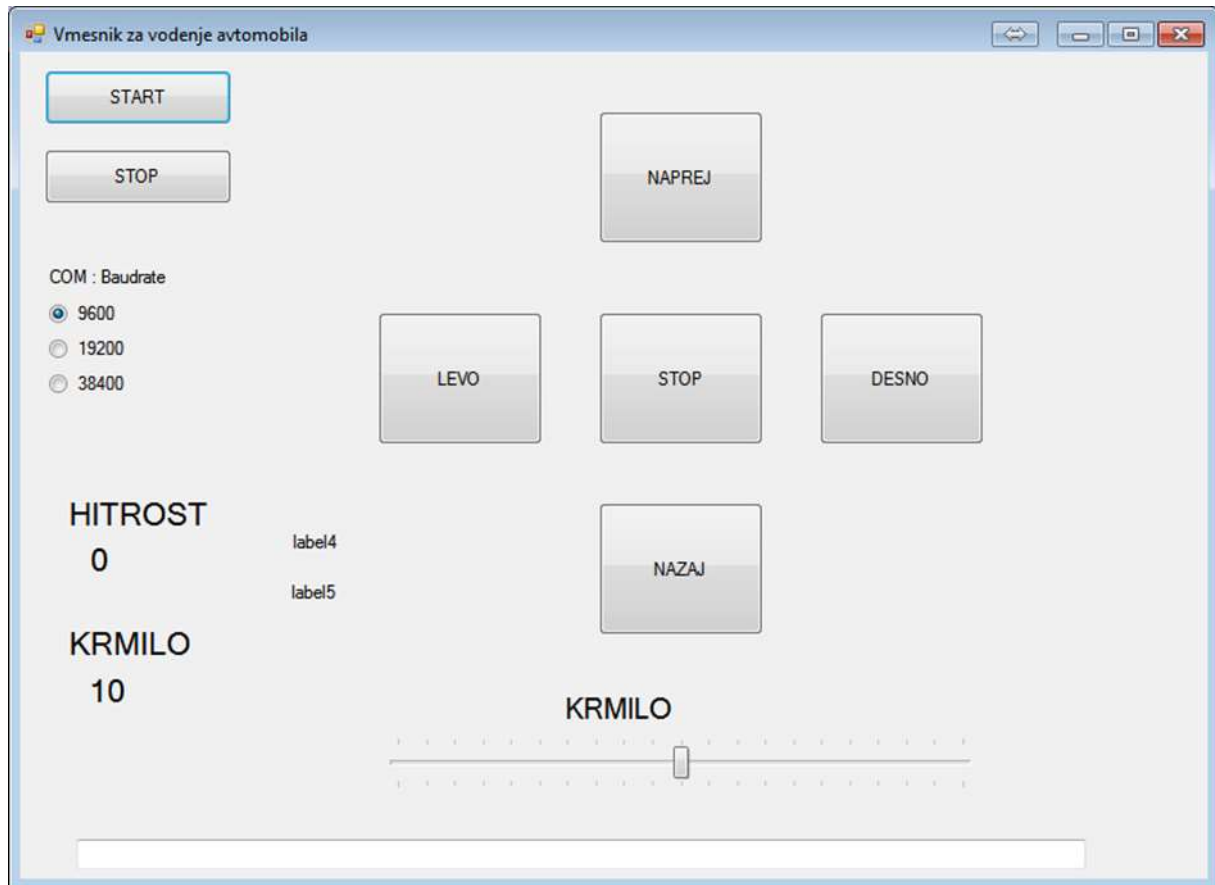 Vmesnik za vodenje avtomobila
START
STOP
NAPREJ
COM : Baudrate
9600
19200
38400
LEVO
STOP
DESNO
HITROST
0
label4
label5
NAZAJ
KRMILO
10
KRMILO